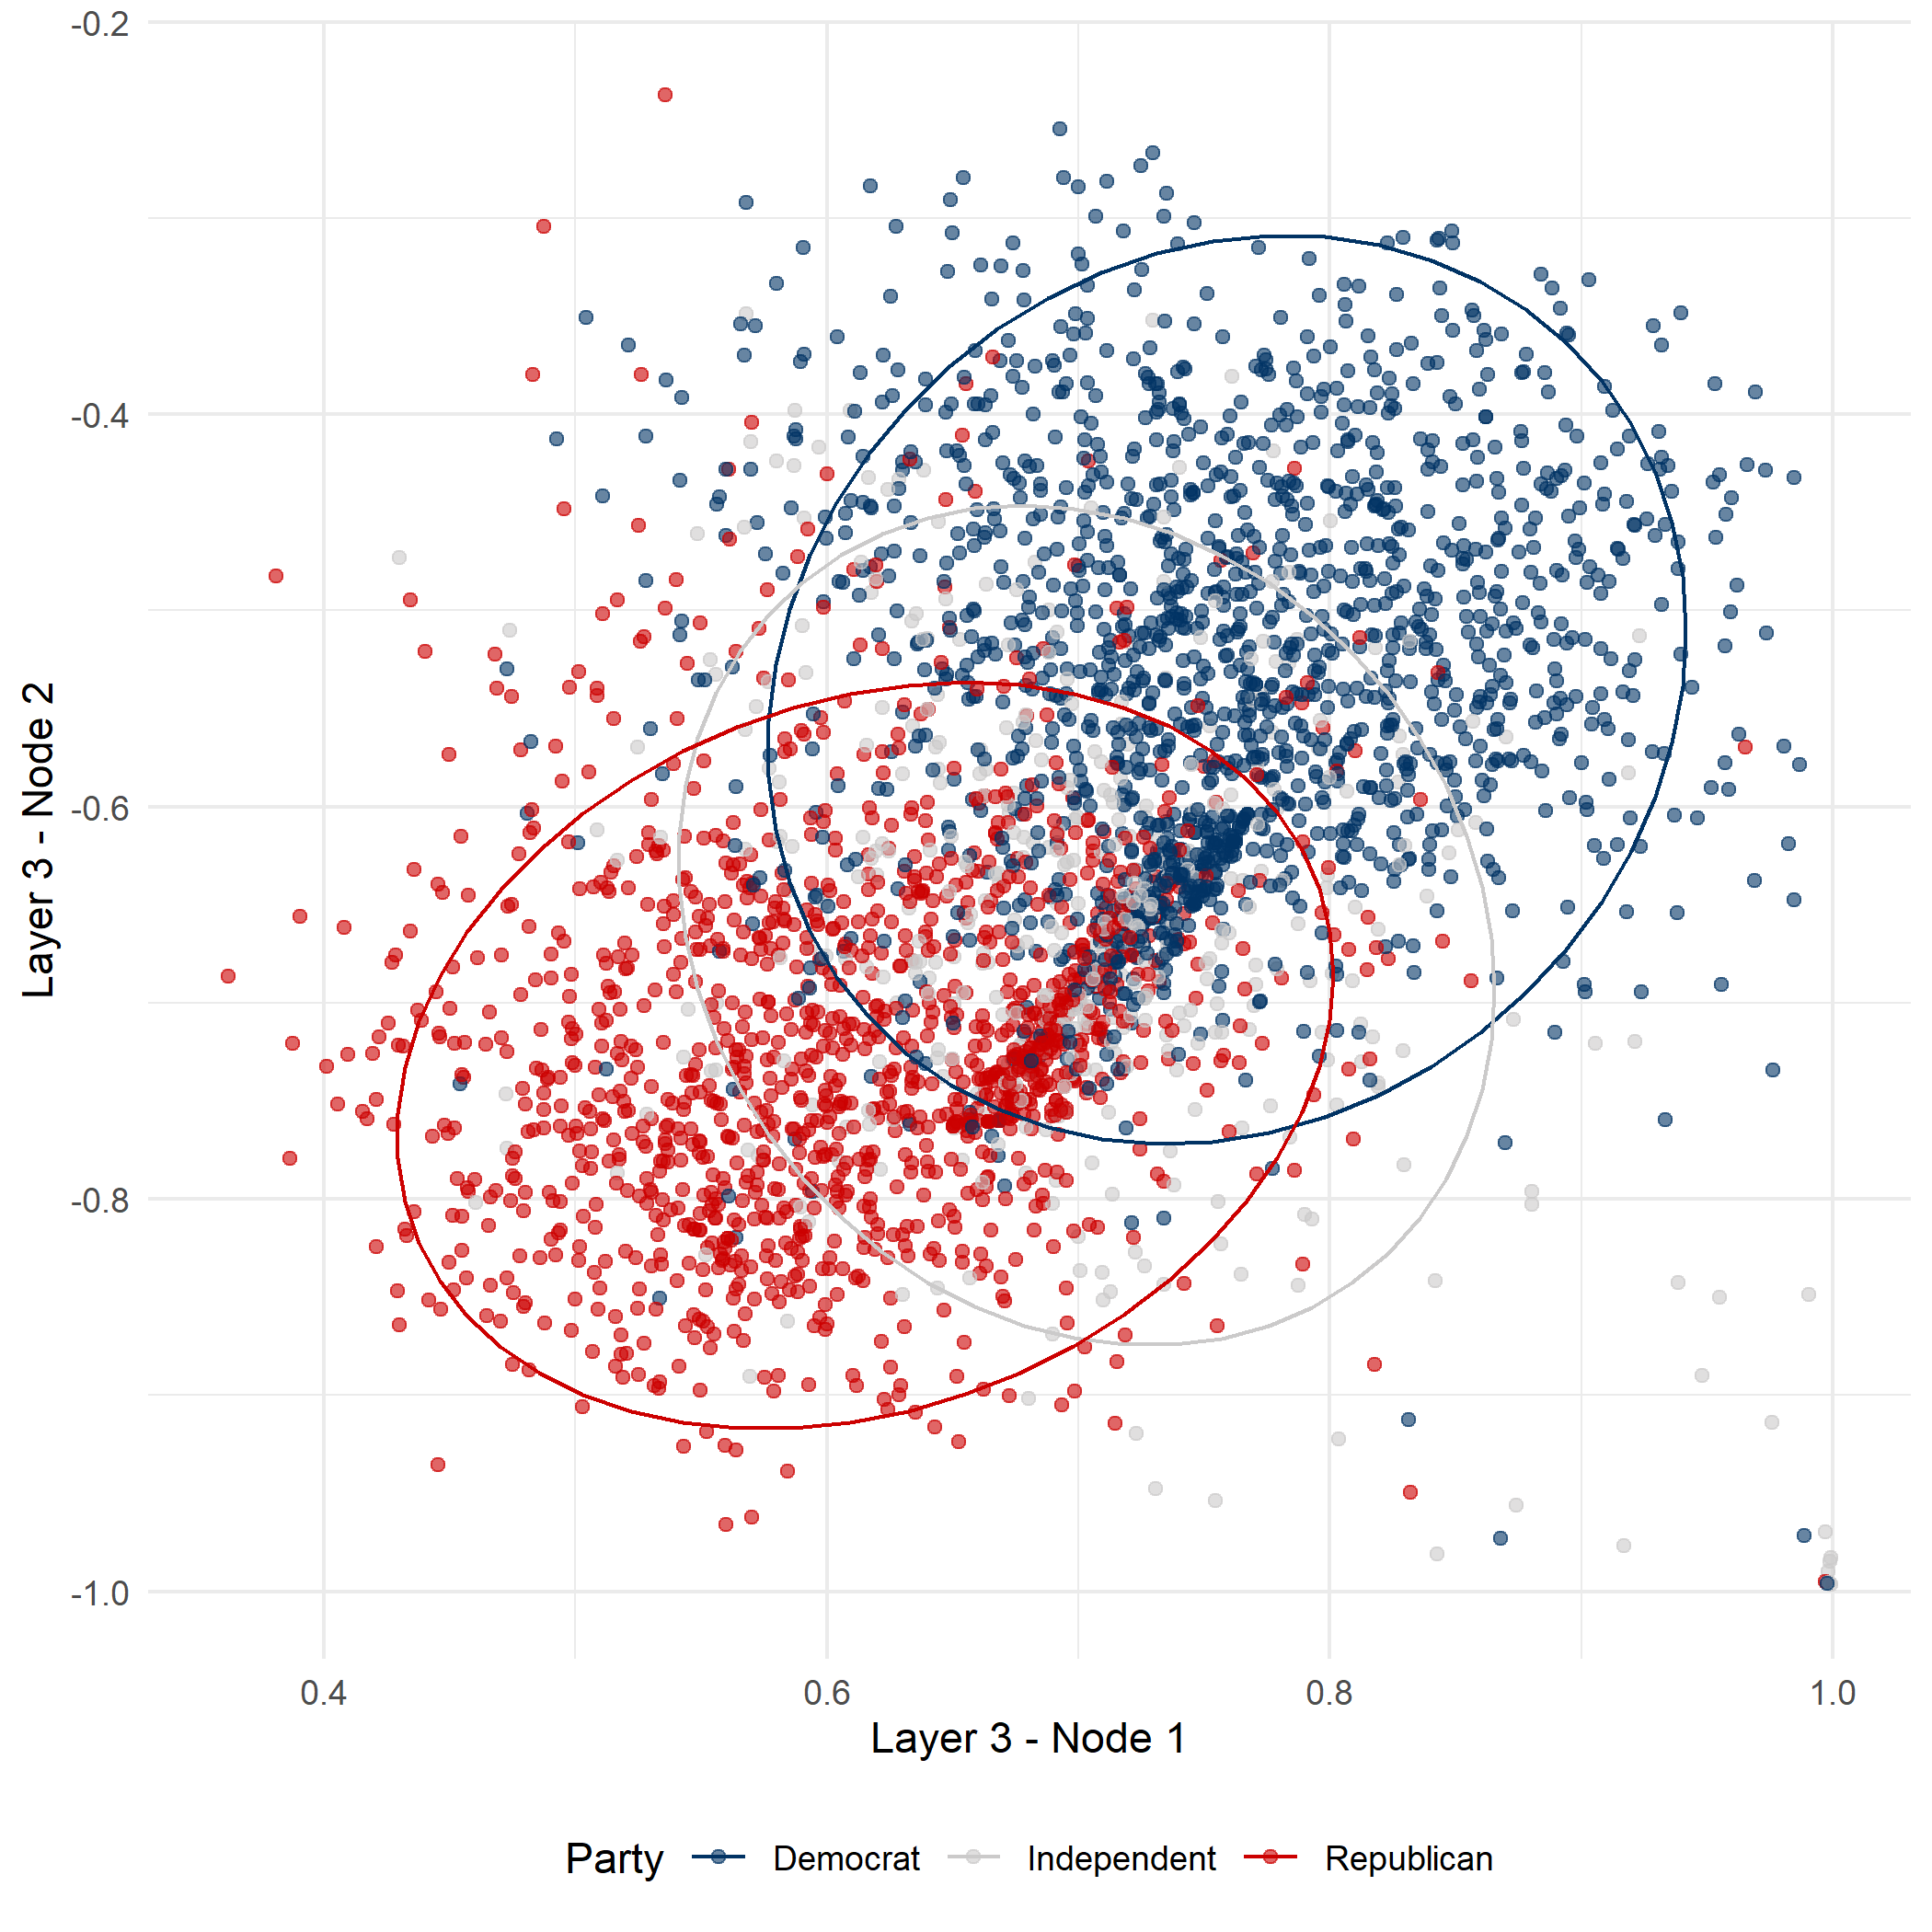 -0.2
-0.4
-0.6
-0.8
-1.0
Layer 3 - Node 2
0.4 0.6 0.8 1.0
Layer 3 - Node 1
Party Democrat Independent Republican